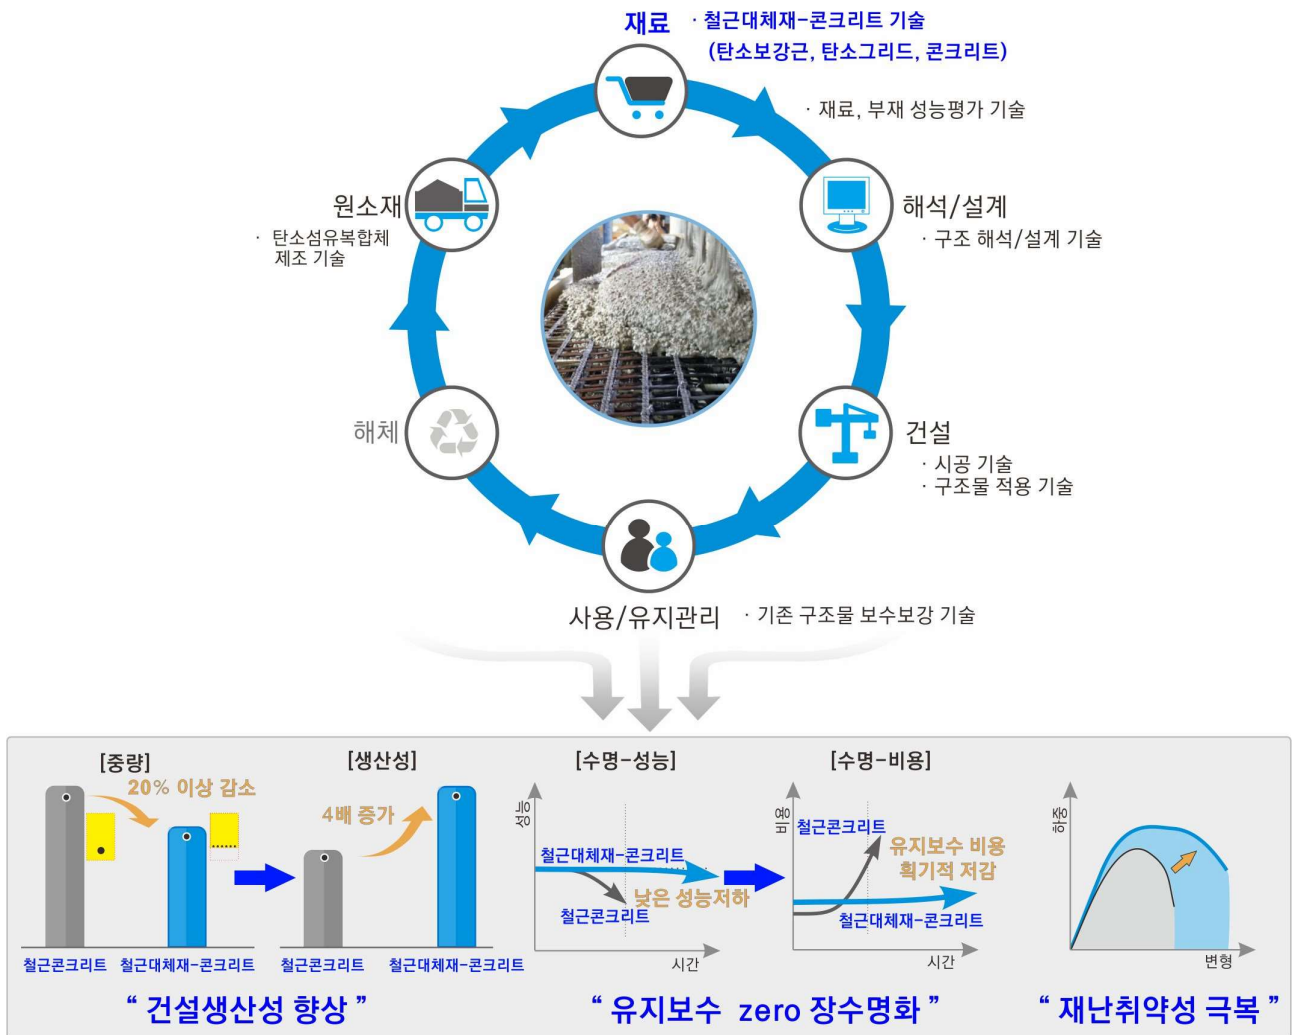 재료
· 철근대체재-콘크리트 기술
(탄소보강근, 탄소그리드, 콘크리트)
· 재료, 부재 성능평가 기술
원소재
· 탄소섬유복합체
제조 기술
해석/설계
· 구조 해석/설계 기술
해체
건설
· 시공 기술
· 구조물 적용 기술
사용/유지관리
· 기존 구조물 보수보강 기술
[중량]
20% 이상 감소
철근콘크리트
철근대체재-콘크리트
[생산성]
4배 증가
철근콘크리트
철근대체재-콘크리트
“ 건설생산성 향상 ”
[수명-성능]
성능
철근대체재-콘크리트
낮은 성능저하
철근콘크리트
시간
[수명-비용]
비용
철근콘크리트
유지보수 비용
획기적 저감
철근대체재-콘크리트
시간
“ 유지보수 zero 장수명화 ”
하중
변형
“ 재난취약성 극복 ”